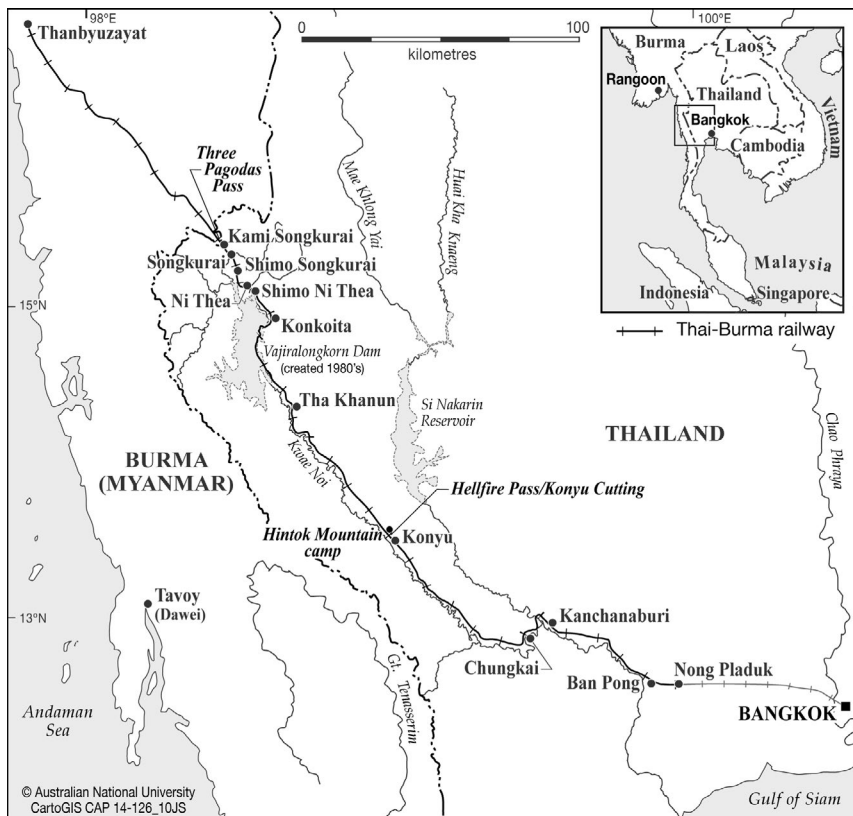 98°E
100°E
Thanbyuzayat
0
100
kilometres
Burma
Laos
Rangoon
Thailand
Vietnam
Bangkok
Cambodia
Malaysia
Indonesia
Singapore
Thai-Burma railway
Three
Pagodas
Pass
Mae Khlong Yai
Huai Kha Knaeng
Kami Songkurai
Songkurai
Shimo Songkurai
Ni Thea
Shimo Ni Thea
15°N
Konkoita
Vajiralongkorn Dam
(created 1980's)
Tha Khanun
Si Nakarin
Reservoir
THAILAND
Chao Phraya
Kwae Noi
BURMA
(MYANMAR)
Hellfire Pass/Konyu Cutting
Hintok Mountain
camp
Konyu
Tavoy
(Dawei)
13°N
Kanchanaburi
Chungkai
Gt. Tenasserim
Ban Pong
Nong Pladuk
BANGKOK
Andaman
Sea
© Australian National University
CartoGIS CAP 14-126_10JS
Gulf of Siam